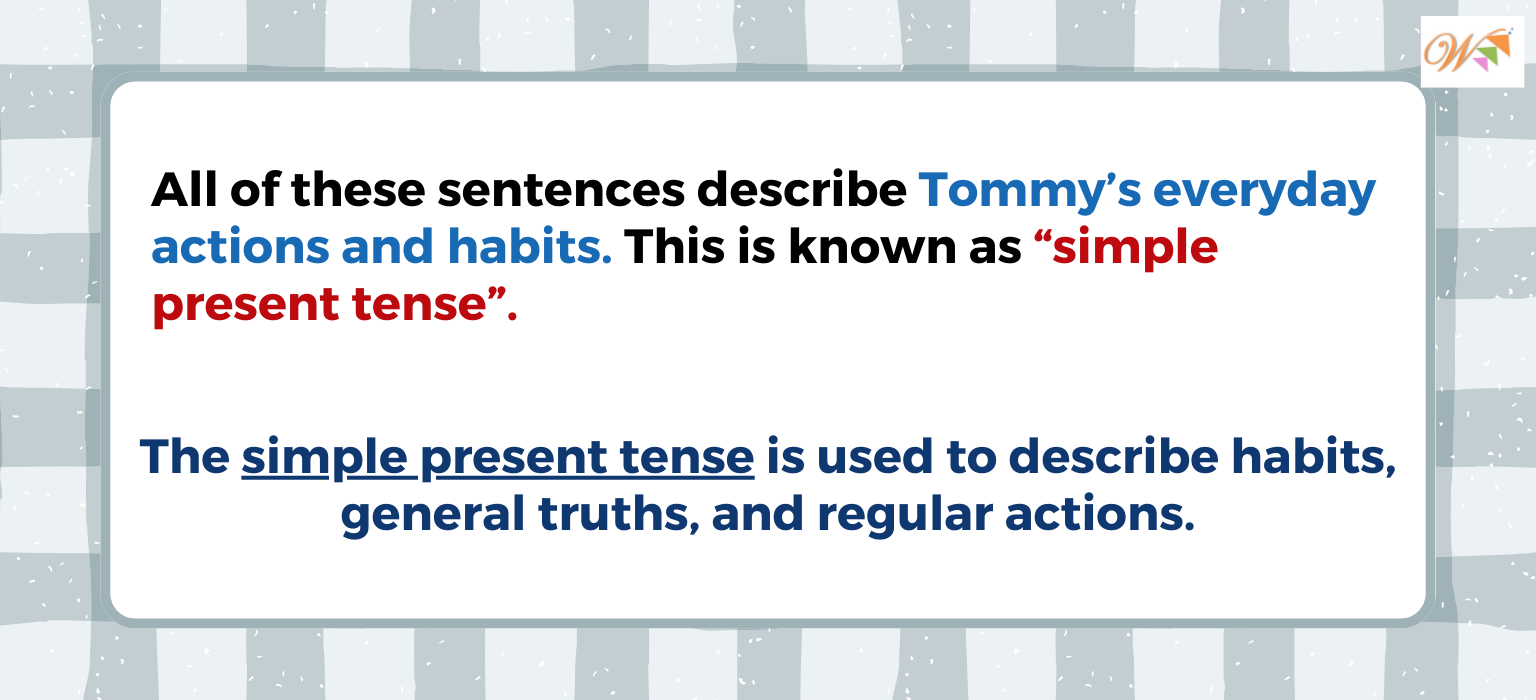 W
All of these sentences describe Tommy’s everyday
actions and habits. This is known as “simple
present tense”.
The simple present tense is used to describe habits,
general truths, and regular actions.